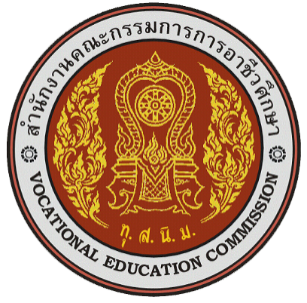 สำนักงานคณะกรรมการการอาชีวศึกษา
ทุ. ส. นิ. ม.
VOCATIONAL EDUCATION COMMISSION